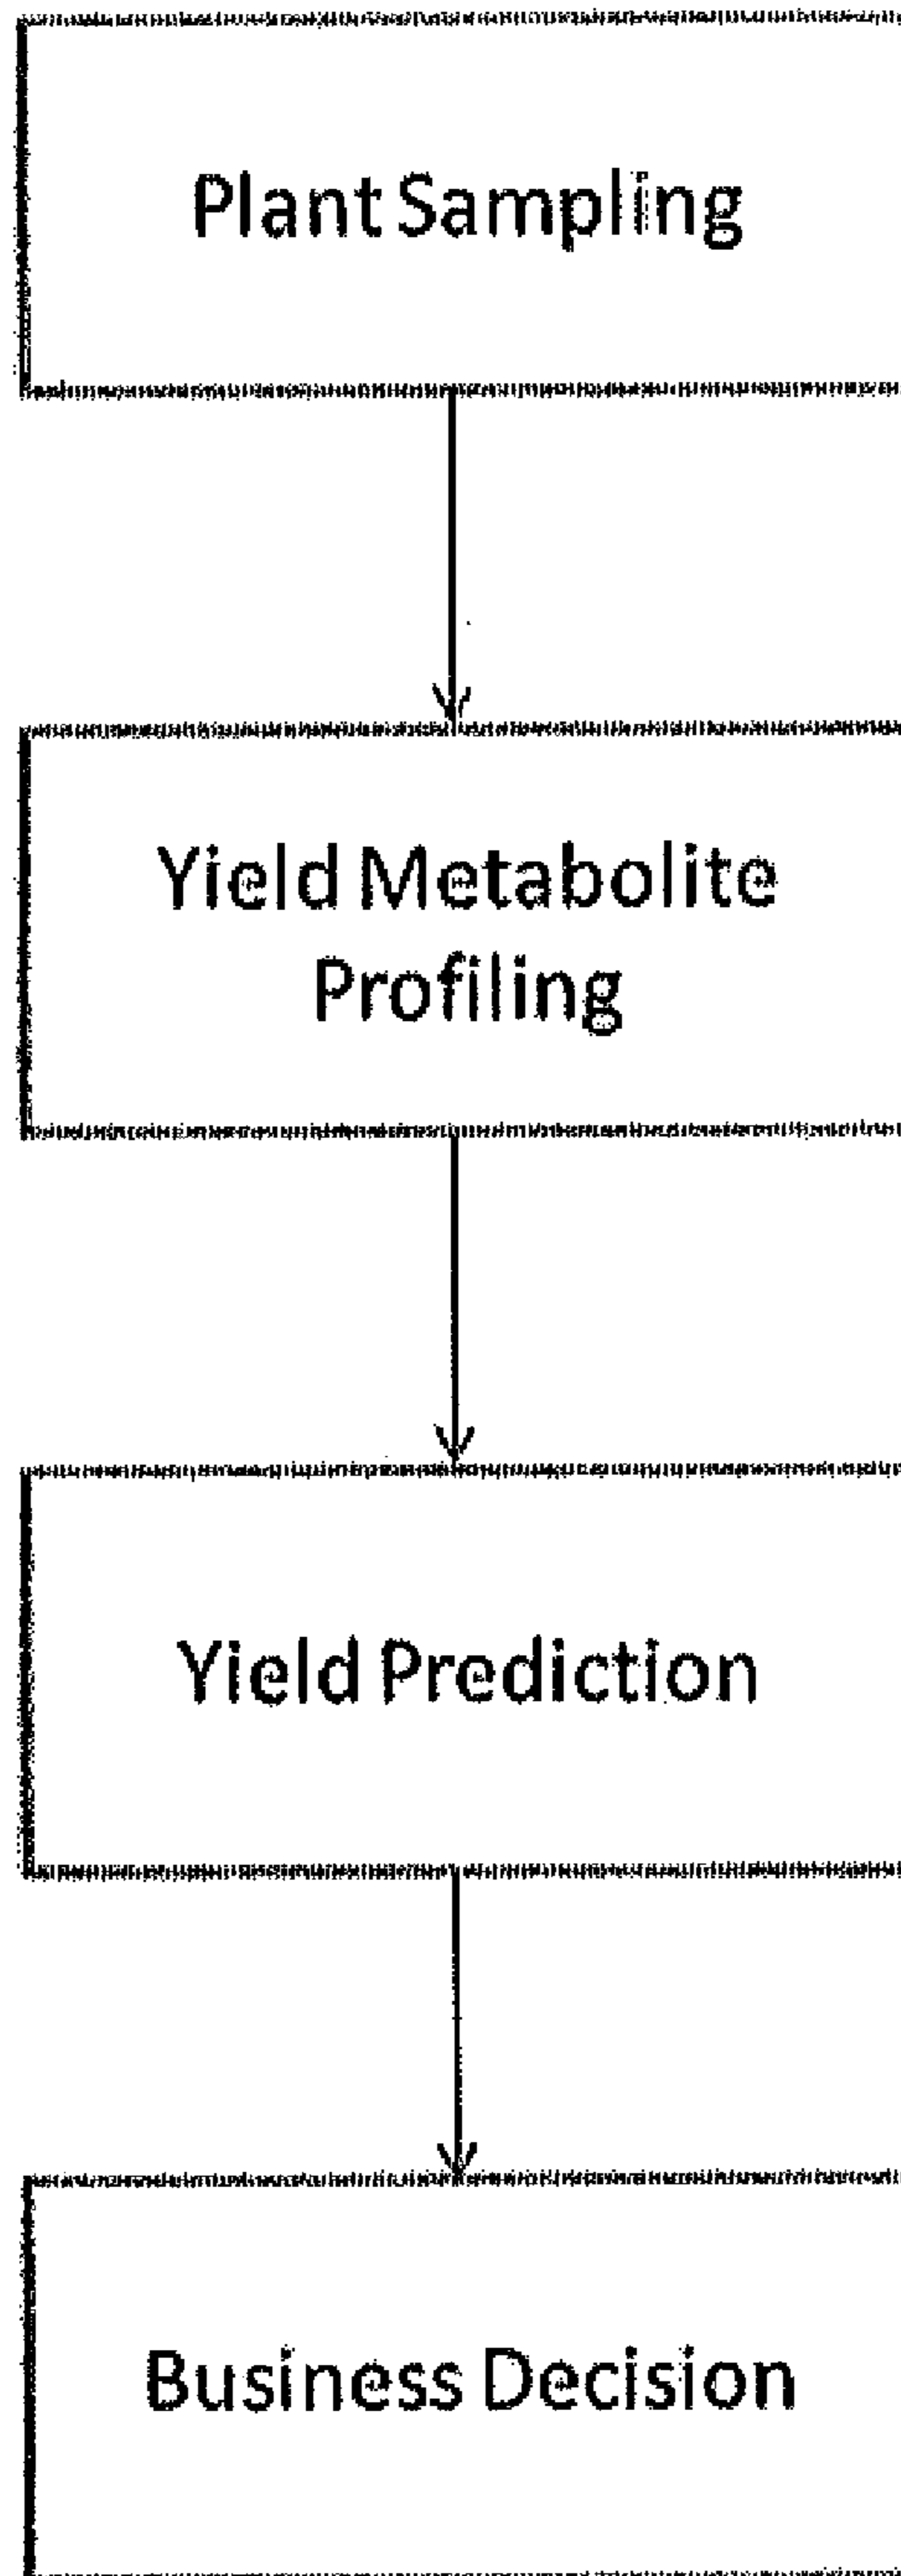 Plant Sampling
Yield Metabolite
Profiling
Yield Prediction
Business Decision